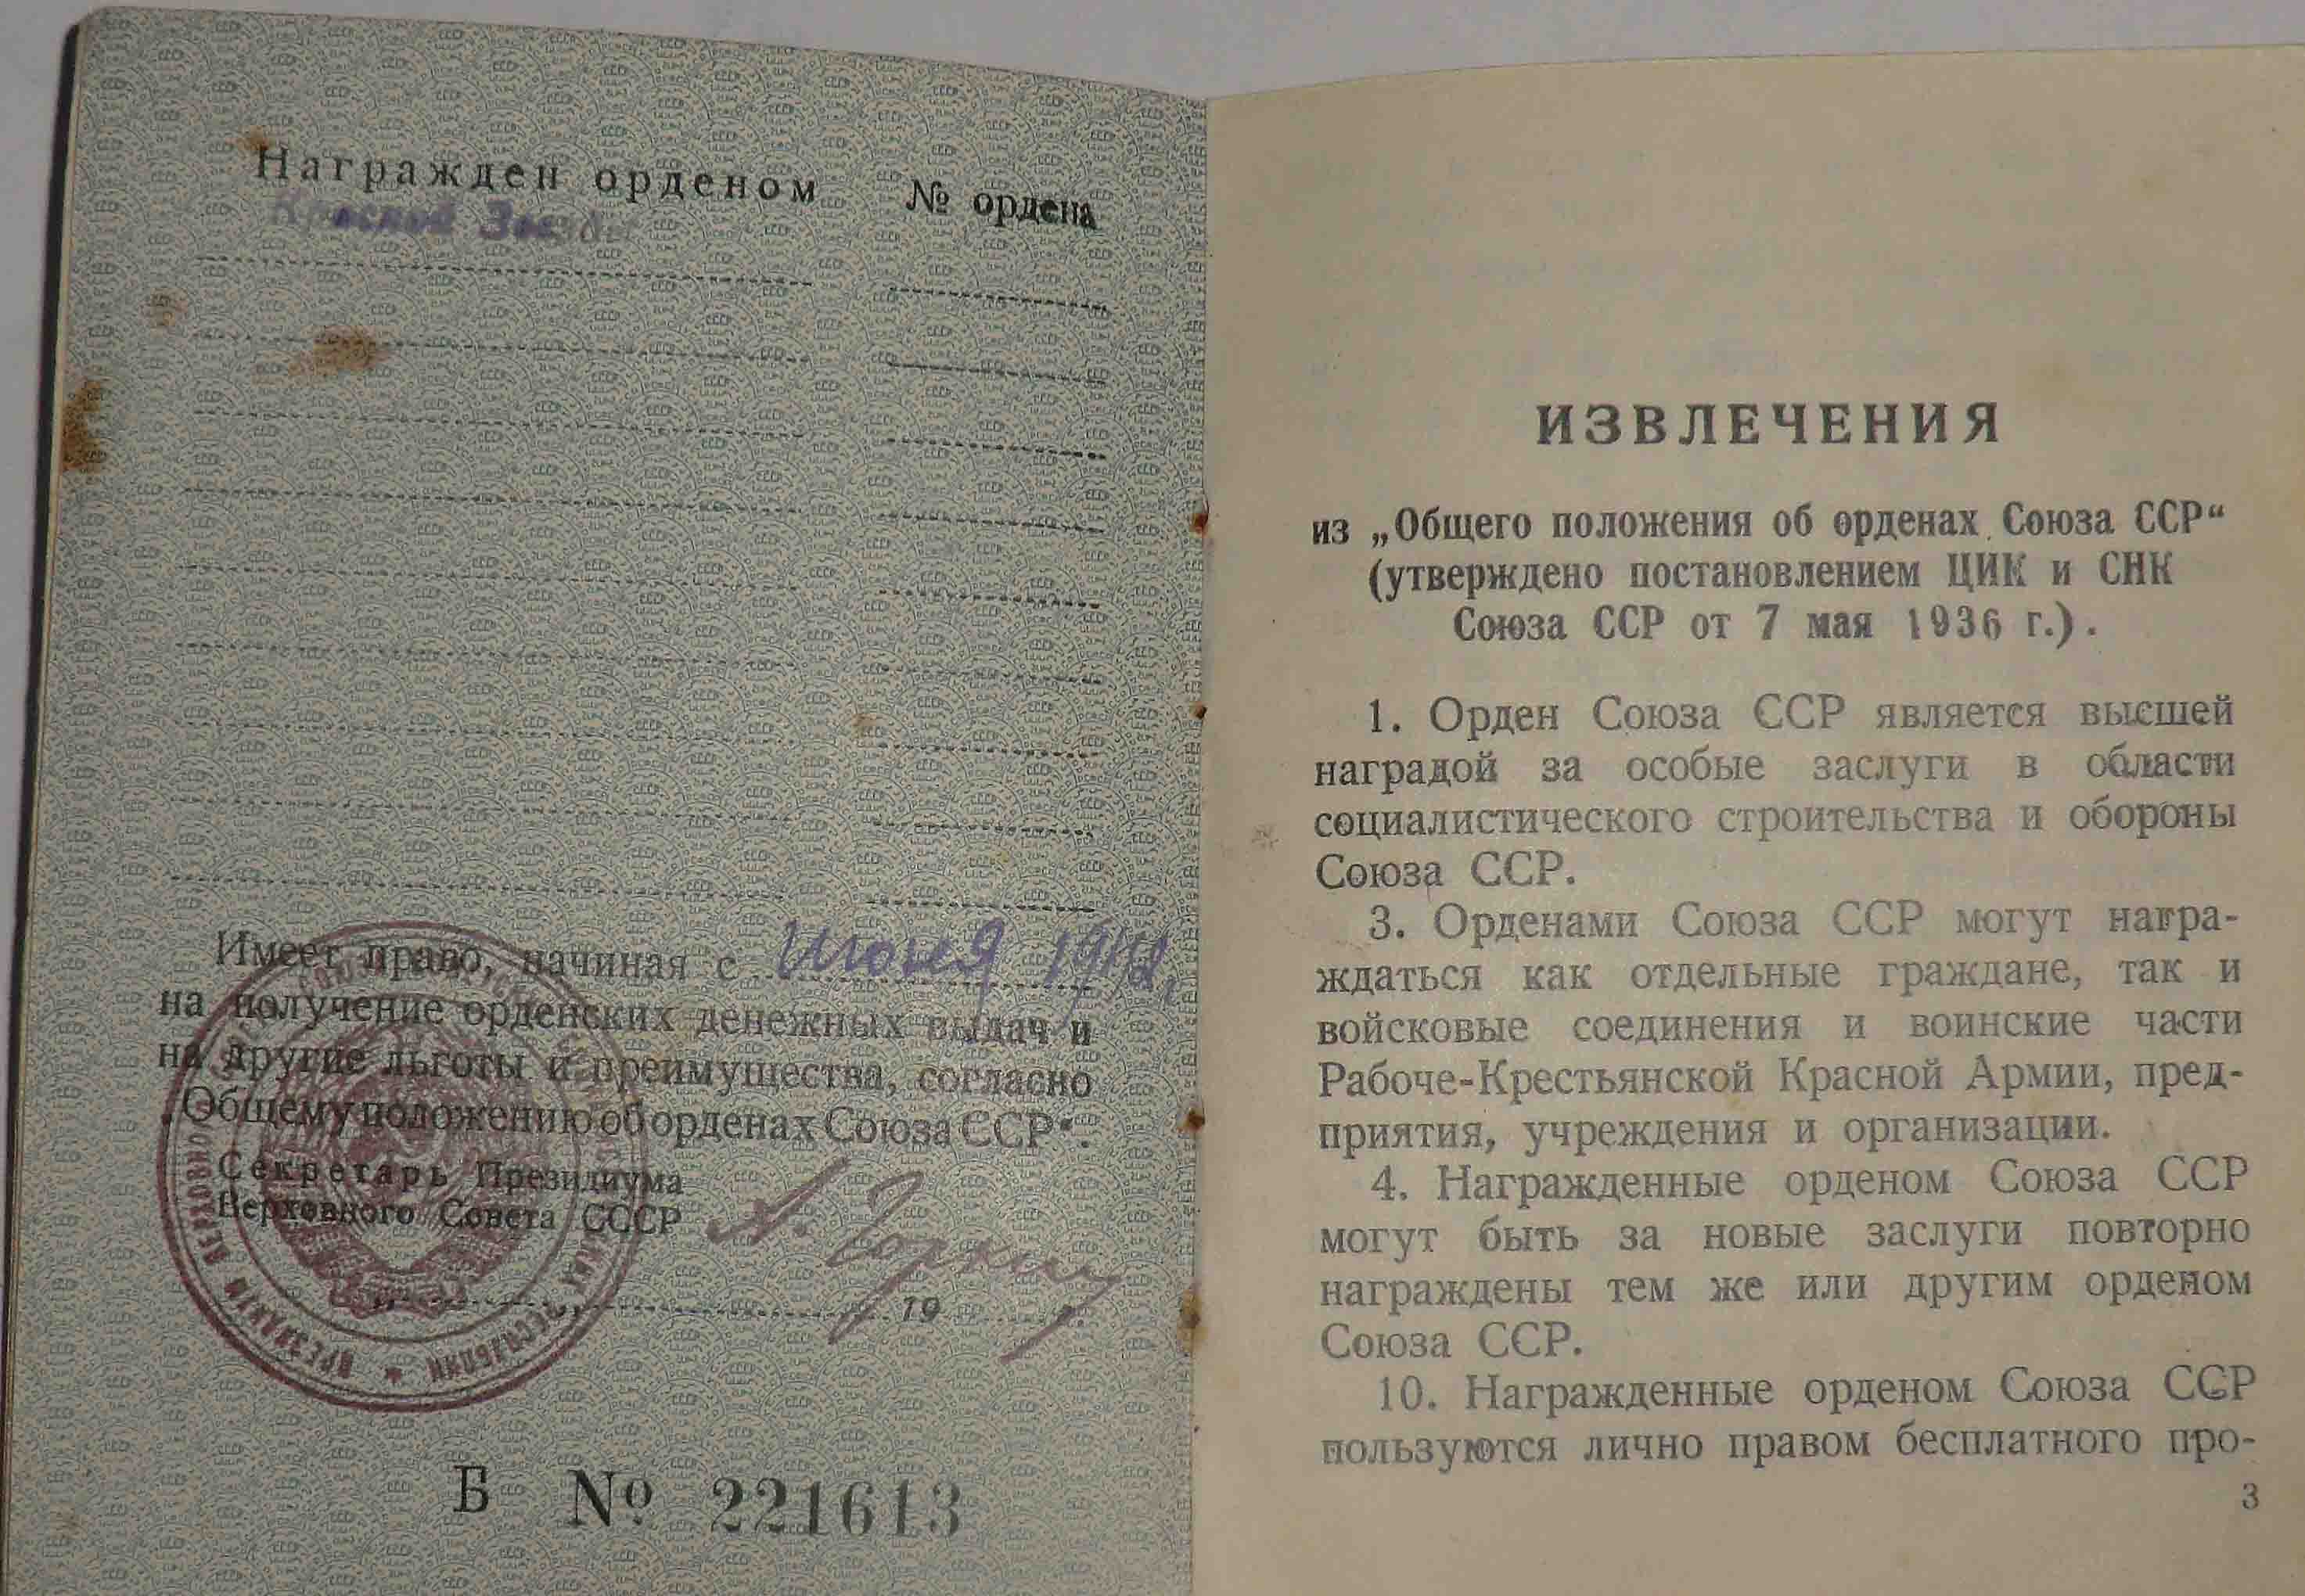 Награжден орденом № ордена
Красной Звезды
Имеет право, начиная с Июня 1942 г.
на получение орденских денежных выдач и
на другие льготы и преимущества, согласно
„Общему положению об орденах Союза ССР“.
Секретарь Президиума
Верховного Совета СССР
А. Горкин
19 г.
Б № 221613
ИЗВЛЕЧЕНИЯ
из „Общего положения об орденах Союза ССР“
(утверждено постановлением ЦИК и СНК
Союза ССР от 7 мая 1936 г.).
1. Орден Союза ССР является высшей
наградой за особые заслуги в области
социалистического строительства и обороны
Союза ССР.
3. Орденами Союза ССР могут награ-
ждаться как отдельные граждане, так и
войсковые соединения и воинские части
Рабоче-Крестьянской Красной Армии, пред-
приятия, учреждения и организации.
4. Награжденные орденом Союза ССР
могут быть за новые заслуги повторно
награждены тем же или другим орденом
Союза ССР.
10. Награжденные орденом Союза ССР
пользуются лично правом бесплатного про-
3